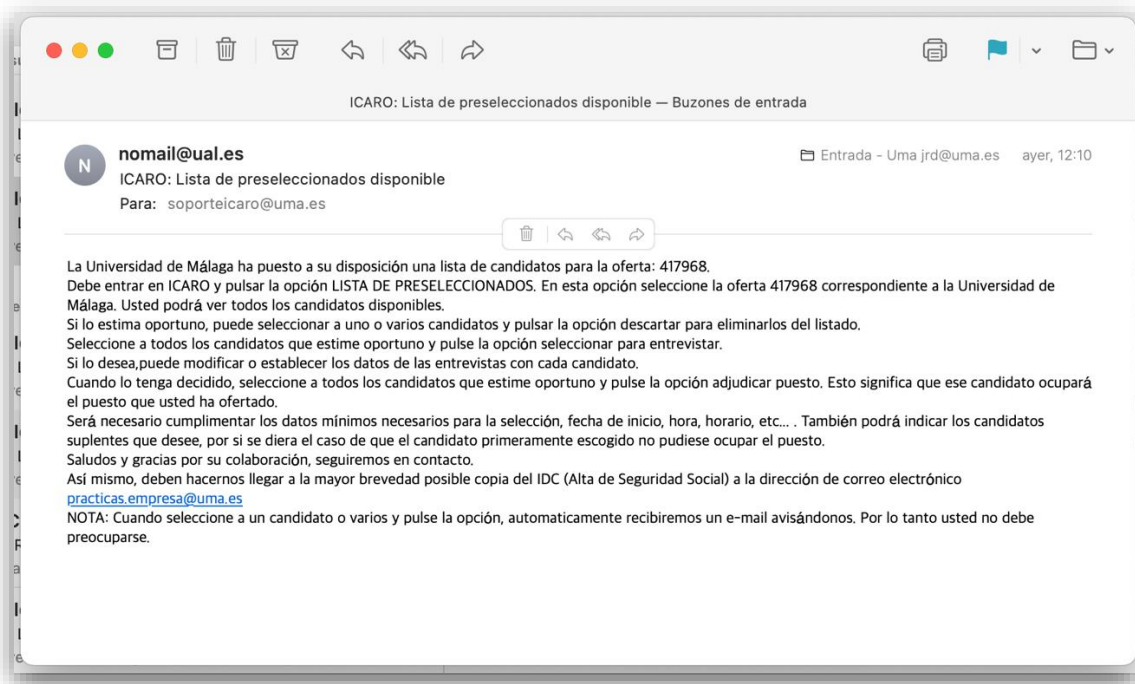 ICARO: Lista de preseleccionados disponible — Buzones de entrada
N
nomail@ual.es
Entrada - Uma jrd@uma.es ayer, 12:10
ICARO: Lista de preseleccionados disponible
Para: soporteicaro@uma.es
La Universidad de Málaga ha puesto a su disposición una lista de candidatos para la oferta: 417968.
Debe entrar en ICARO y pulsar la opción LISTA DE PRESELECCIONADOS. En esta opción seleccione la oferta 417968 correspondiente a la Universidad de
Málaga. Usted podrá ver todos los candidatos disponibles.
Si lo estima oportuno, puede seleccionar a uno o varios candidatos y pulsar la opción descartar para eliminarlos del listado.
Seleccione a todos los candidatos que estime oportuno y pulse la opción seleccionar para entrevistar.
Si lo desea,puede modificar o establecer los datos de las entrevistas con cada candidato.
Cuando lo tenga decidido, seleccione a todos los candidatos que estime oportuno y pulse la opción adjudicar puesto. Esto significa que ese candidato ocupará
el puesto que usted ha ofertado.
Será necesario cumplimentar los datos mínimos necesarios para la selección, fecha de inicio, hora, horario, etc... . También podrá indicar los candidatos
suplentes que desee, por si se diera el caso de que el candidato primeramente escogido no pudiese ocupar el puesto.
Saludos y gracias por su colaboración, seguiremos en contacto.
Así mismo, deben hacernos llegar a la mayor brevedad posible copia del IDC (Alta de Seguridad Social) a la dirección de correo electrónico
practicas.empresa@uma.es
NOTA: Cuando seleccione a un candidato o varios y pulse la opción, automaticamente recibiremos un e-mail avisándonos. Por lo tanto usted no debe
preocuparse.